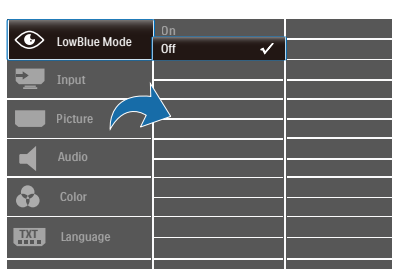 LowBlue Mode
On
Off
Input
Picture
Audio
Color
TXT
Language